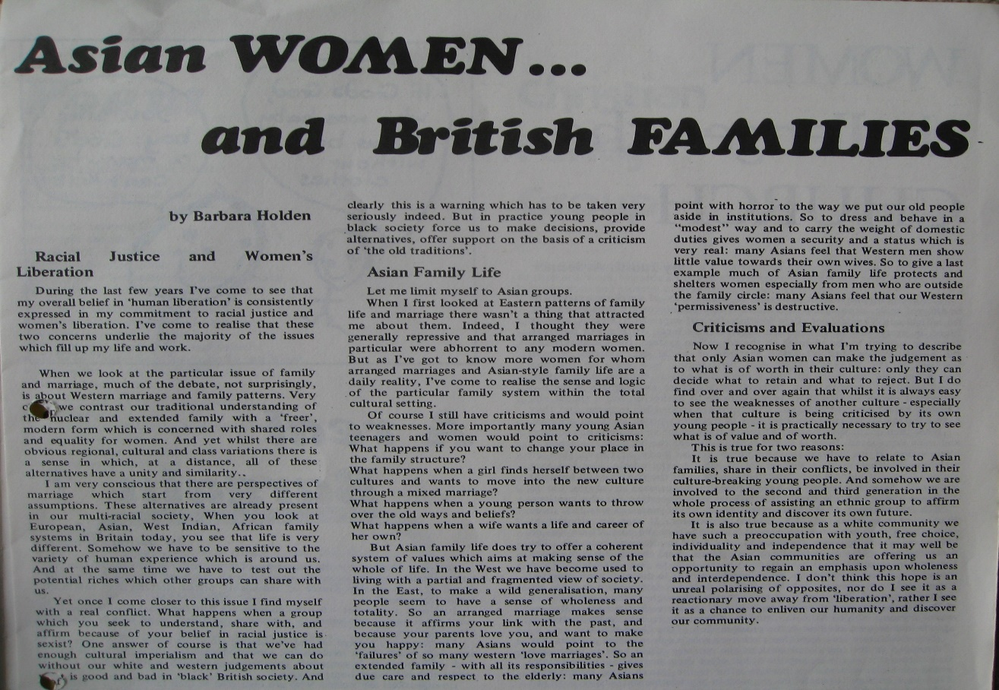 Asian WOMEN...
and British FAMILIES
by Barbara Holden
Racial Justice and Women's
Liberation
During the last few years I've come to see that
my overall belief in 'human liberation' is consistently
expressed in my commitment to racial justice and
women's liberation. I've come to realise that these
two concerns underlie the majority of the issues
which fill up my life and work.
When we look at the particular issue of family
and marriage, much of the debate, not surprisingly,
is about Western marriage and family patterns. Very
we contrast our traditional understanding of
the nuclear and extended family with a 'freer',
modern form which is concerned with shared roles
and equality for women. And yet whilst there are
obvious regional, cultural and class variations there is
a sense in which, at a distance, all of these
alternatives have a unity and similarity..
I am very conscious that there are perspectives of
marriage which start from very different
assumptions. These alternatives are already present
in our multi-racial society, When you look at
European, Asian, West Indian, African family
systems in Britain today, you see that life is very
different. Somehow we have to be sensitive to the
variety of human experience which is around us.
And at the same time we have to test out the
potential riches which other groups can share with
us.
Yet once I come closer to this issue I find myself
with a real conflict. What happens when a group
which you seek to understand, share with, and
affirm because of your belief in racial justice is
sexist? One answer of course is that we've had
enough cultural imperialism and that we can do
without our white and western judgements about
is good and bad in 'black' British society. And
clearly this is a warning which has to be taken very
seriously indeed. But in practice young people in
black society force us to make decisions, provide
alternatives, offer support on the basis of a criticism
of 'the old traditions'.
Asian Family Life
Let me limit myself to Asian groups.
When I first looked at Eastern patterns of family
life and marriage there wasn't a thing that attracted
me about them. Indeed, I thought they were
generally repressive and that arranged marriages in
particular were abhorrent to any modern women.
But as I've got to know more women for whom
arranged marriages and Asian-style family life are a
daily reality, I've come to realise the sense and logic
of the particular family system within the total
cultural setting.
Of course I still have criticisms and would point
to weaknesses. More importantly many young Asian
teenagers and women would point to criticisms:
What happens if you want to change your place in
the family structure?
What happens when a girl finds herself between two
cultures and wants to move into the new culture
through a mixed marriage?
What happens when a young person wants to throw
over the old ways and beliefs?
What happens when a wife wants a life and career of
her own?
But Asian family life does try to offer a coherent
system of values which aims at making sense of the
whole of life. In the West we have become used to
living with a partial and fragmented view of society.
In the East, to make a wild generalisation, many
people seem to have a sense of wholeness and
totality. So an arranged marriage makes sense
because it affirms your link with the past, and
because your parents love you, and want to make
you happy: many Asians would point to the
'failures' of so many western 'love marriages'. So an
extended family - with all its responsibilities - gives
due care and respect to the elderly: many Asians
point with horror to the way we put our old people
aside in institutions. So to dress and behave in a
"modest" way and to carry the weight of domestic
duties gives women a security and a status which is
very real: many Asians feel that Western men show
little value towards their own wives. So to give a last
example much of Asian family life protects and
shelters women especially from men who are outside
the family circle: many Asians feel that our Western
'permissiveness' is destructive.
Criticisms and Evaluations
Now I recognise in what I'm trying to describe
that only Asian women can make the judgement as
to what is of worth in their culture: only they can
decide what to retain and what to reject. But I do
find over and over again that whilst it is always easy
to see the weaknesses of another culture - especially
when that culture is being criticised by its own
young people - it is practically necessary to try to see
what is of value and of worth.
This is true for two reasons:
It is true because we have to relate to Asian
families, share in their conflicts, be involved in their
culture-breaking young people. And somehow we are
involved to the second and third generation in the
whole process of assisting an ethnic group to affirm
its own identity and discover its own future.
It is also true because as a white community we
have such a preoccupation with youth, free choice,
individuality and independence that it may well be
that the Asian communities are offering us an
opportunity to regain an emphasis upon wholeness
and interdependence. I don't think this hope is an
unreal polarising of opposites, nor do I see it as a
reactionary move away from 'liberation', rather I see
it as a chance to enliven our humanity and discover
our community.